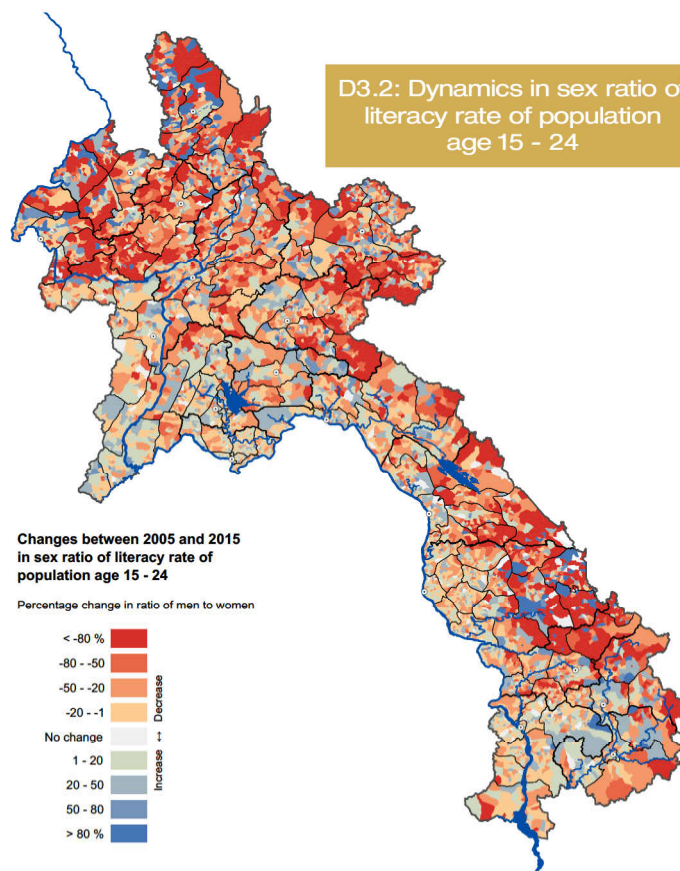 D3.2: Dynamics in sex ratio of
literacy rate of population
age 15 - 24
Changes between 2005 and 2015
in sex ratio of literacy rate of
population age 15 - 24
Percentage change in ratio of men to women
< -80 %
-80 - -50
-50 - -20
-20 - -1
No change
1 - 20
20 - 50
50 - 80
> 80 %
Decrease
↔
Increase